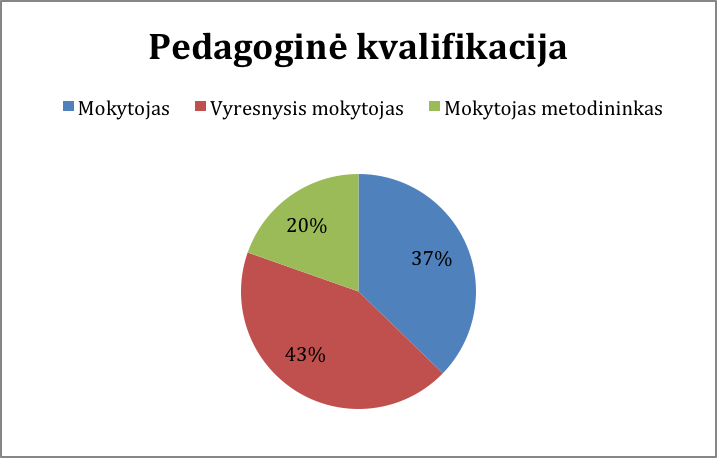 Pedagoginė kvalifikacija
Mokytojas Vyresnysis mokytojas Mokytojas metodininkas
20%
37%
43%